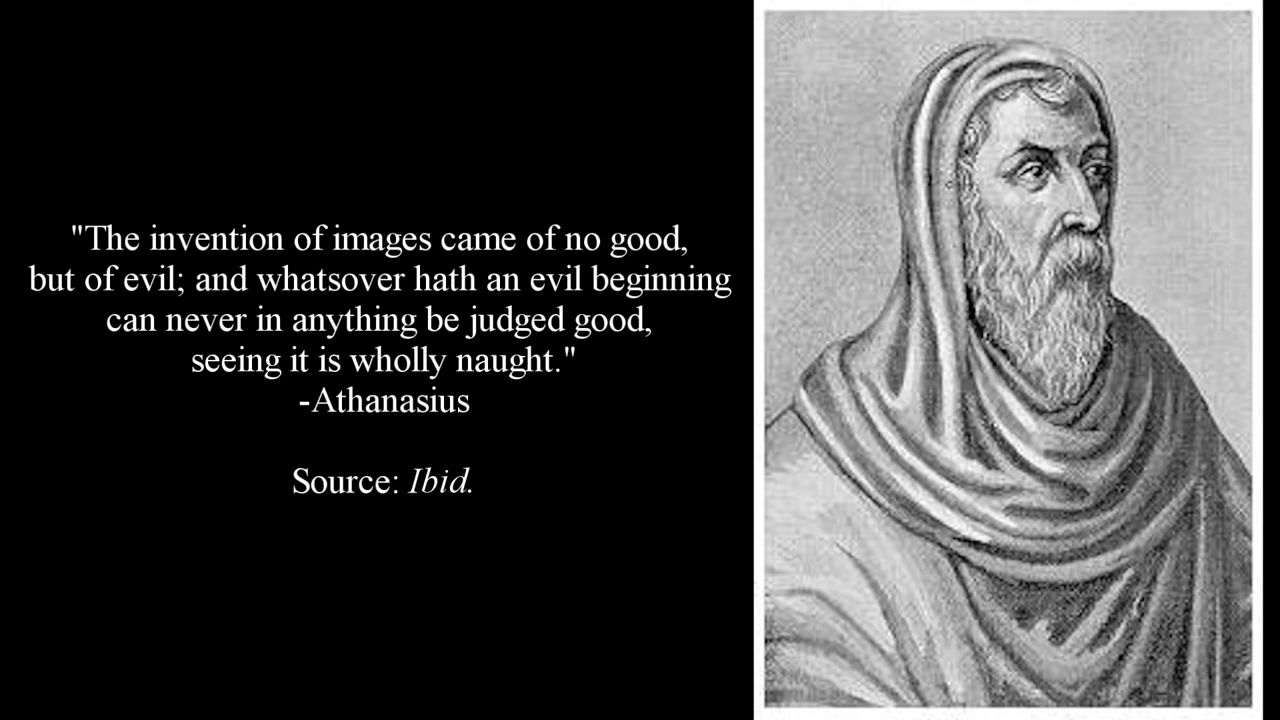 "The invention of images came of no good,
but of evil; and whatsover hath an evil beginning
can never in anything be judged good,
seeing it is wholly naught."
-Athanasius
Source: Ibid.